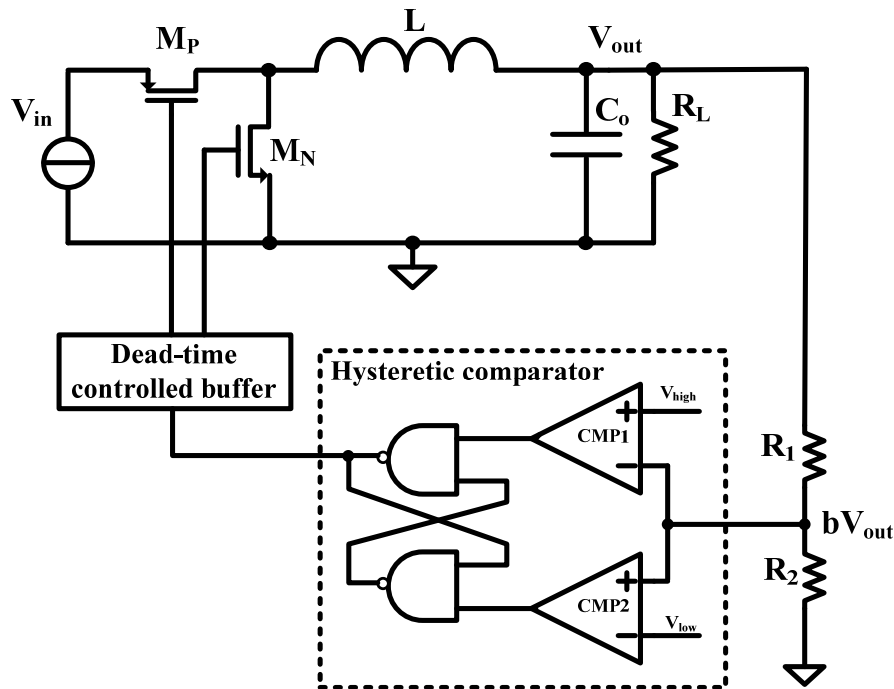 M_P
L
V_out
V_in
M_N
C_o
R_L
Dead-time
controlled buffer
Hysteretic comparator
V_high
CMP1
R_1
bV_out
R_2
CMP2
V_low